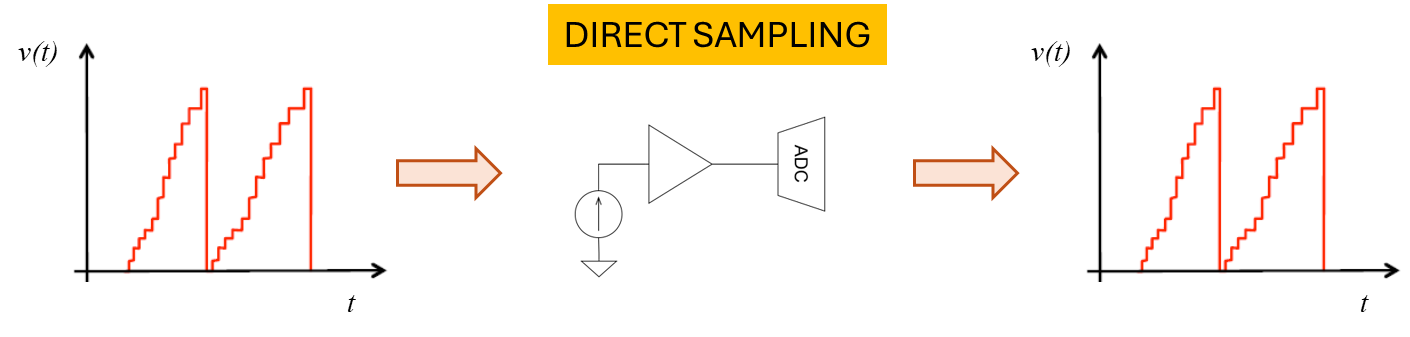 DIRECT SAMPLING
v(t)
t
ADC
v(t)
t